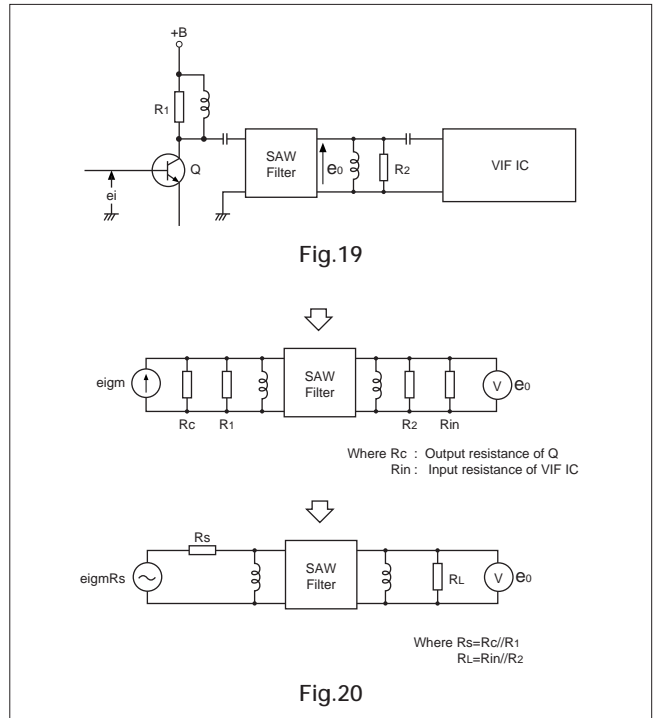 +B
R1
Q
ei
SAW
Filter
e0
R2
VIF IC
Fig.19
eigm
Rc
R1
SAW
Filter
R2
Rin
V
e0
Where Rc : Output resistance of Q
Rin : Input resistance of VIF IC
Rs
eigmRs
SAW
Filter
RL
V
e0
Where Rs=Rc//R1
RL=Rin//R2
Fig.20